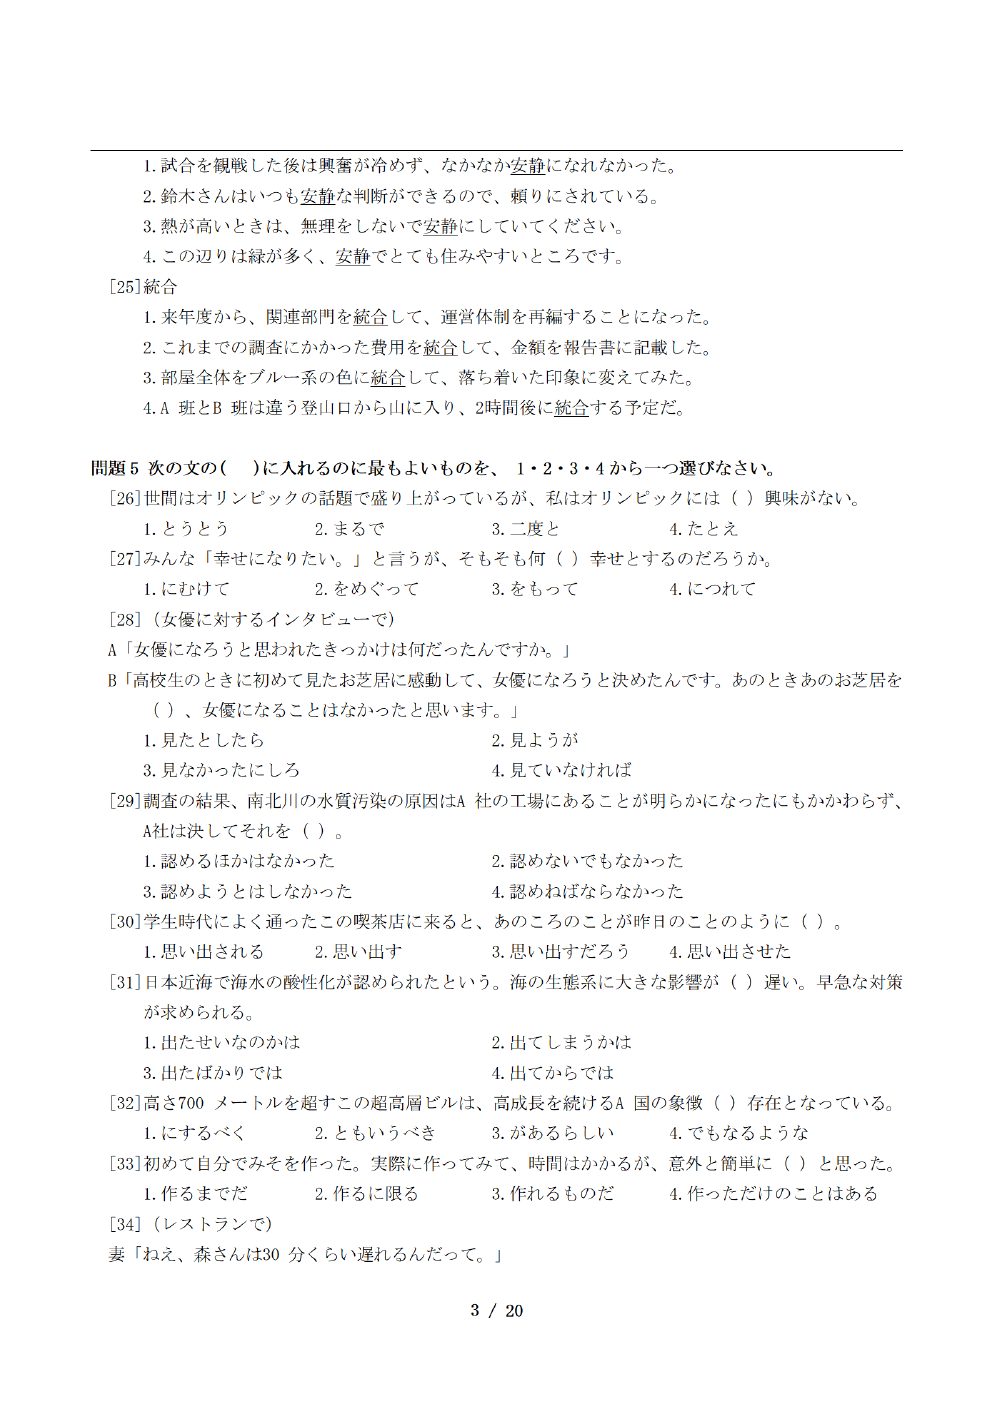 1.試合を観戦した後は興奮が冷めず、なかなか安静になれなかった。
2.鈴木さんはいつも安静な判断ができるので、頼りにされている。
3.熱が高いときは、無理をしないで安静にしていてください。
4.この辺りは緑が多く、安静でとても住みやすいところです。
[25]統合
1.来年度から、関連部門を統合して、運営体制を再編することになった。
2.これまでの調査にかかった費用を統合して、金額を報告書に記載した。
3.部屋全体をブルー系の色に統合して、落ち着いた印象に変えてみた。
4.A 班とB 班は違う登山口から山に入り、2時間後に統合する予定だ。
問題5 次の文の( )に入れるのに最もよいものを、 1・2・3・4から一つ選びなさい。
[26]世間はオリンピックの話題で盛り上がっているが、私はオリンピックには（ ）興味がない。
1.とうとう 2.まるで 3.二度と 4.たとえ
[27]みんな「幸せになりたい。」と言うが、そもそも何（ ）幸せとするのだろうか。
1.にむけて 2.をめぐって 3.をもって 4.につれて
[28]（女優に対するインタビューで）
A「女優になろうと思われたきっかけは何だったんですか。」
B「高校生のときに初めて見たお芝居に感動して、女優になろうと決めたんです。あのときあのお芝居を
（ ）、女優になることはなかったと思います。」
1.見たとしたら 2.見ようが
3.見なかったにしろ 4.見ていなければ
[29]調査の結果、南北川の水質汚染の原因はA 社の工場にあることが明らかになったにもかかわらず、
A社は決してそれを（ ）。
1.認めるほかはなかった 2.認めないでもなかった
3.認めようとはしなかった 4.認めねばならなかった
[30]学生時代によく通ったこの喫茶店に来ると、あのころのことが昨日のことのように（ ）。
1.思い出される 2.思い出す 3.思い出すだろう 4.思い出させた
[31]日本近海で海水の酸性化が認められたという。海の生態系に大きな影響が（ ）遅い。早急な対策
が求められる。
1.出たせいなのかは 2.出てしまうかは
3.出たばかりでは 4.出てからでは
[32]高さ700 メートルを超すこの超高層ビルは、高成長を続けるA 国の象徴（ ）存在となっている。
1.にするべく 2.ともいうべき 3.があるらしい 4.でもなるような
[33]初めて自分でみそを作った。実際に作ってみて、時間はかかるが、意外と簡単に（ ）と思った。
1.作るまでだ 2.作るに限る 3.作れるものだ 4.作っただけのことはある
[34]（レストランで）
妻「ねえ、森さんは30 分くらい遅れるんだって。」
3 / 20